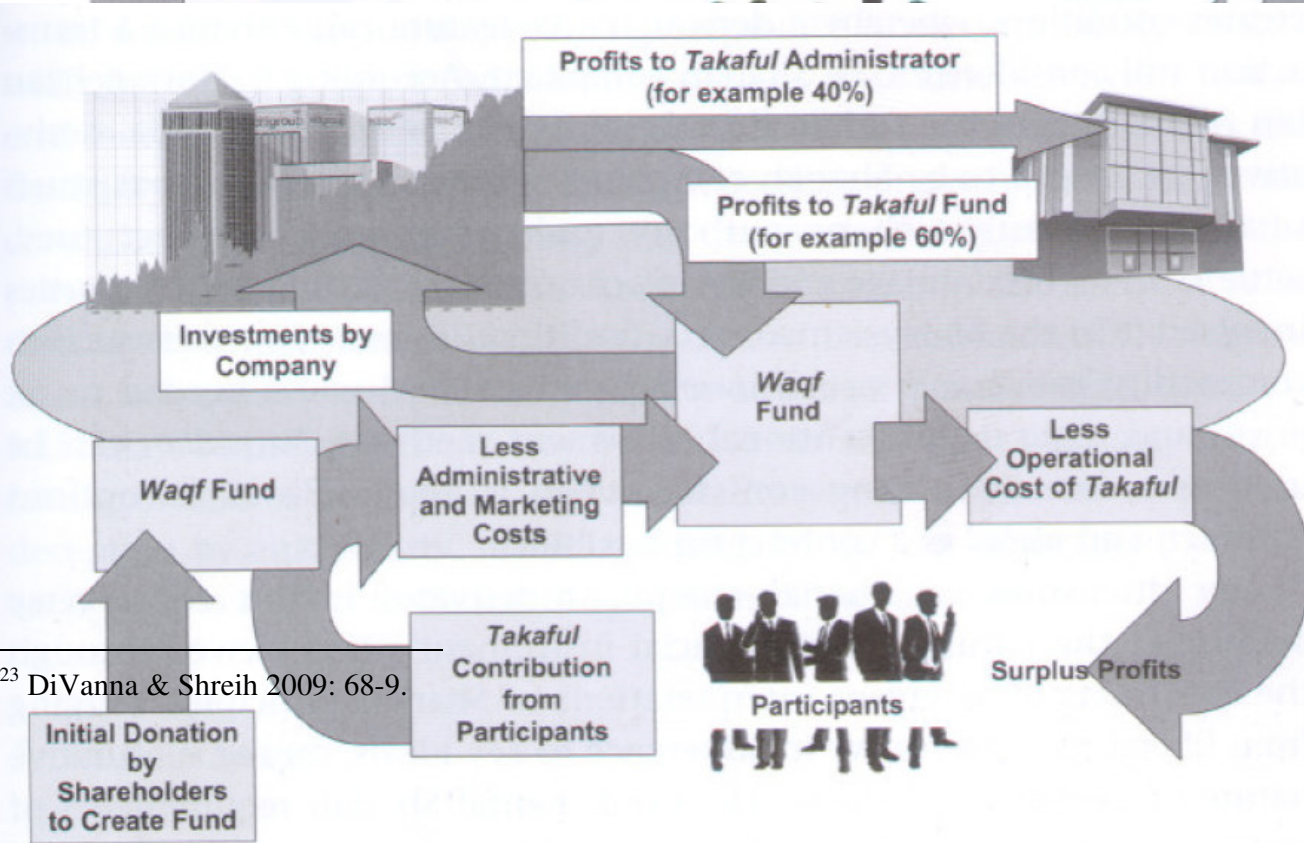 Profits to Takaful Administrator
(for example 40%)
Profits to Takaful Fund
(for example 60%)
Investments by
Company
Waqf
Fund
Waqf Fund
Less
Administrative
and Marketing
Costs
Less
Operational
Cost of Takaful
Takaful
Contribution
from
Participants
Participants
Surplus Profits
23 DiVanna & Shreih 2009: 68-9.
Initial Donation
by
Shareholders
to Create Fund